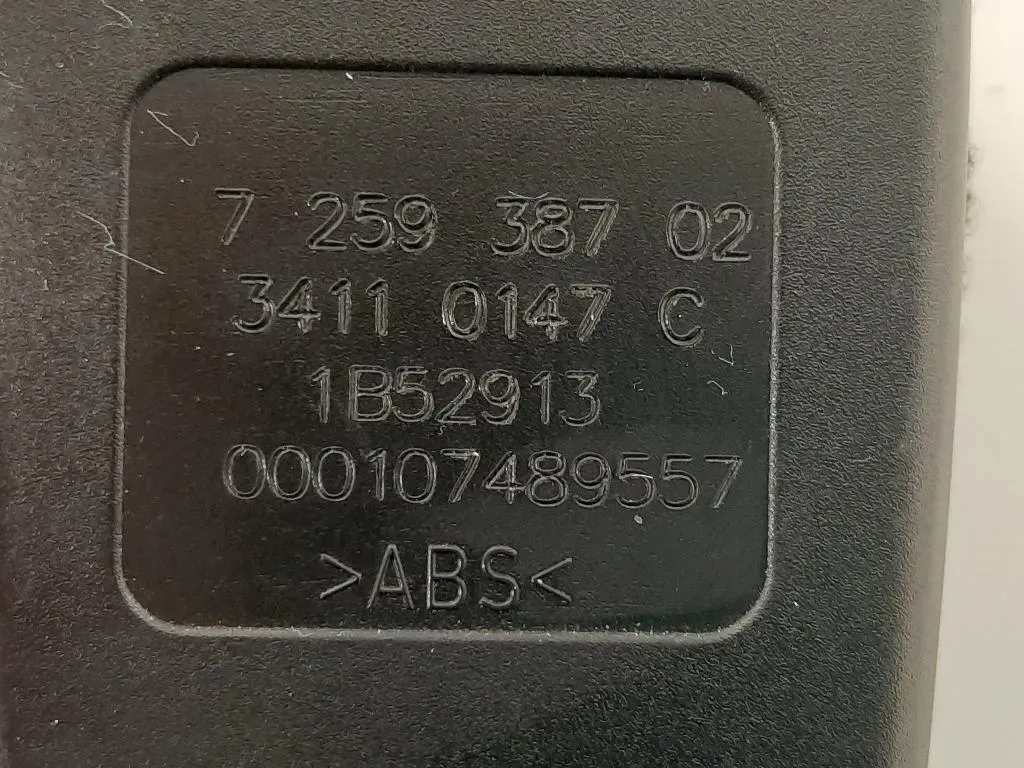 7 259 387 02
3411 0147 C
1B52913
000107489557
>ABS<